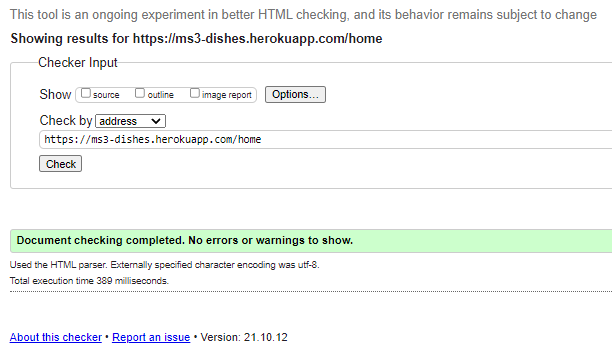 This tool is an ongoing experiment in better HTML checking, and its behavior remains subject to change
Showing results for https://ms3-dishes.herokuapp.com/home
Checker Input
Show source outline image report Options...
Check by address
https://ms3-dishes.herokuapp.com/home
Check
Document checking completed. No errors or warnings to show.
Used the HTML parser. Externally specified character encoding was utf-8.
Total execution time 389 milliseconds.
About this checker • Report an issue • Version: 21.10.12